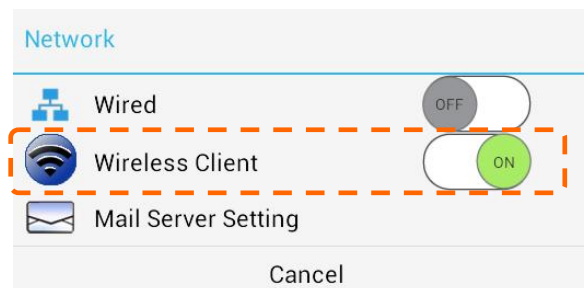 Network
Wired OFF
Wireless Client ON
Mail Server Setting
Cancel